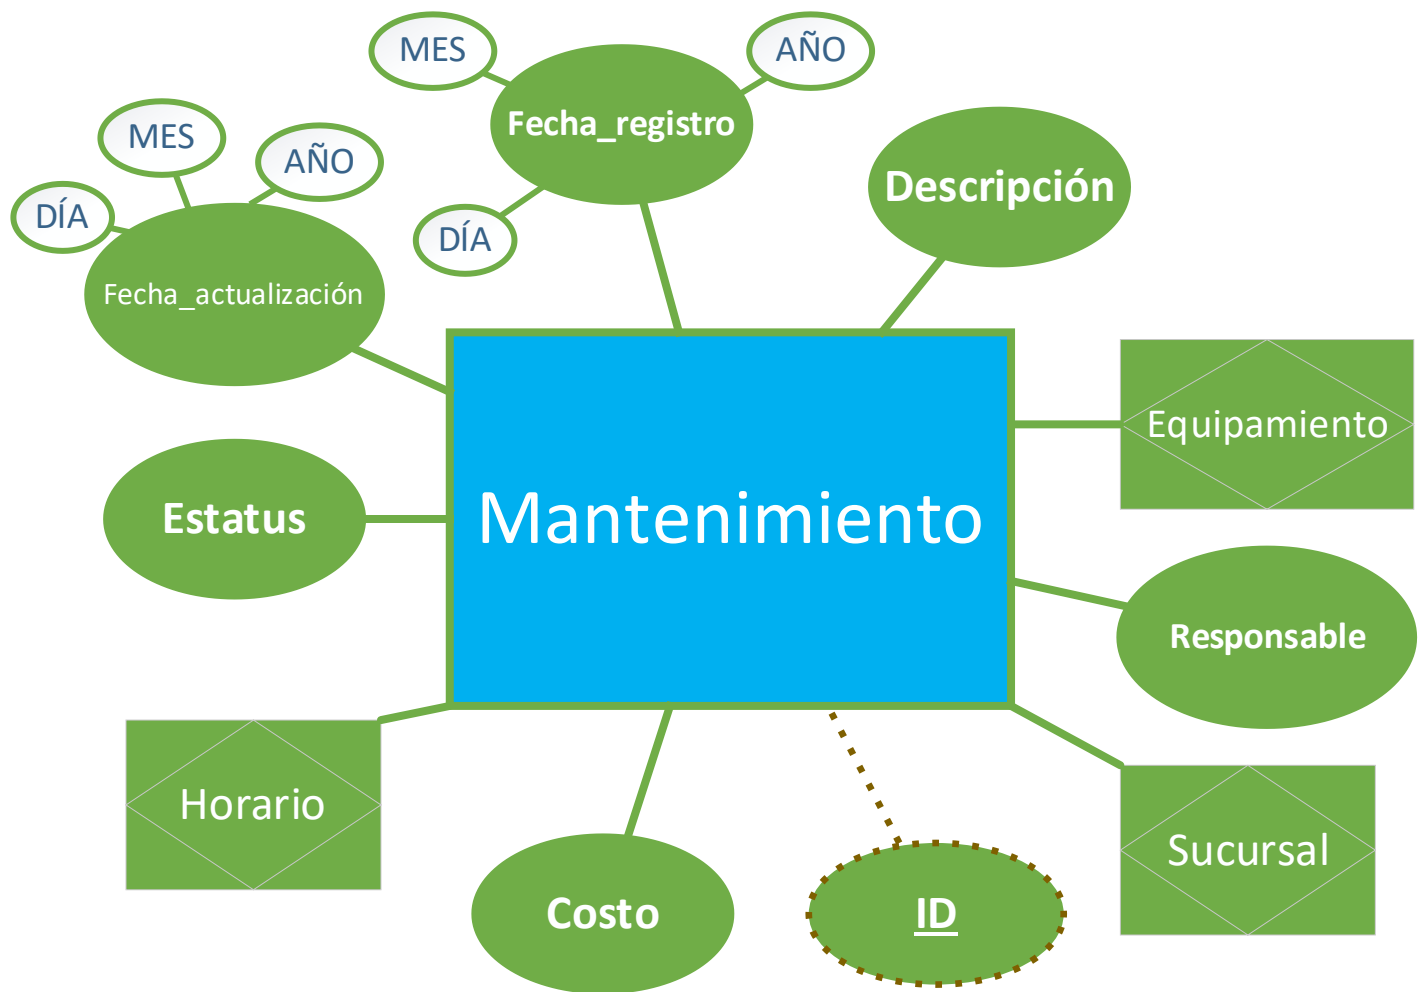 MES
AÑO
Fecha_registro
DÍA
MES
AÑO
DÍA
Fecha_actualización
Descripción
Equipamiento
Mantenimiento
Estatus
Responsable
Horario
Sucursal
Costo
ID